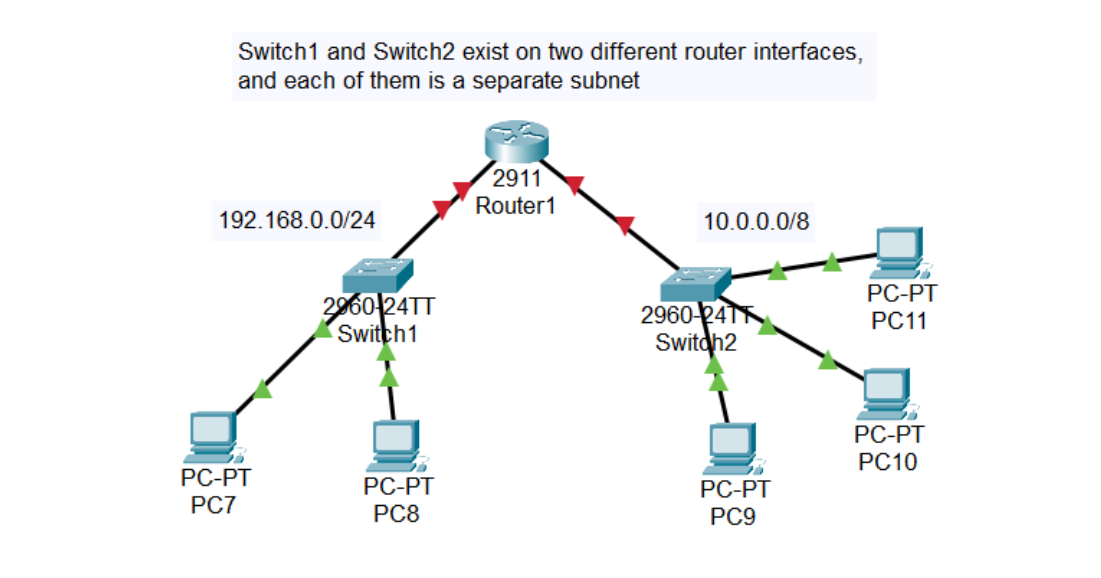 Switch1 and Switch2 exist on two different router interfaces,
and each of them is a separate subnet
2911
Router1
192.168.0.0/24
10.0.0.0/8
2960-24TT
Switch1
2960-24TT
Switch2
PC-PT
PC11
PC-PT
PC10
PC-PT
PC7
PC-PT
PC8
PC-PT
PC9